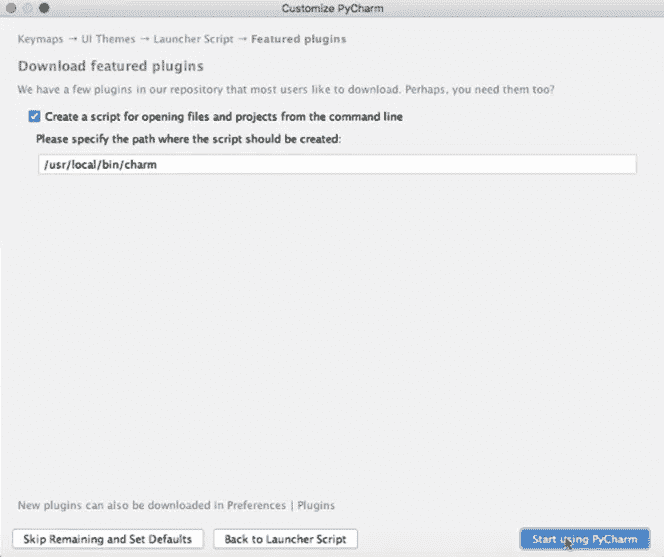 Customize PyCharm
Keymaps → UI Themes → Launcher Script → Featured plugins
Download featured plugins
We have a few plugins in our repository that most users like to download. Perhaps, you need them too?
Create a script for opening files and projects from the command line
Please specify the path where the script should be created:
/usr/local/bin/charm
New plugins can also be downloaded in Preferences | Plugins
Skip Remaining and Set Defaults Back to Launcher Script Start using PyCharm